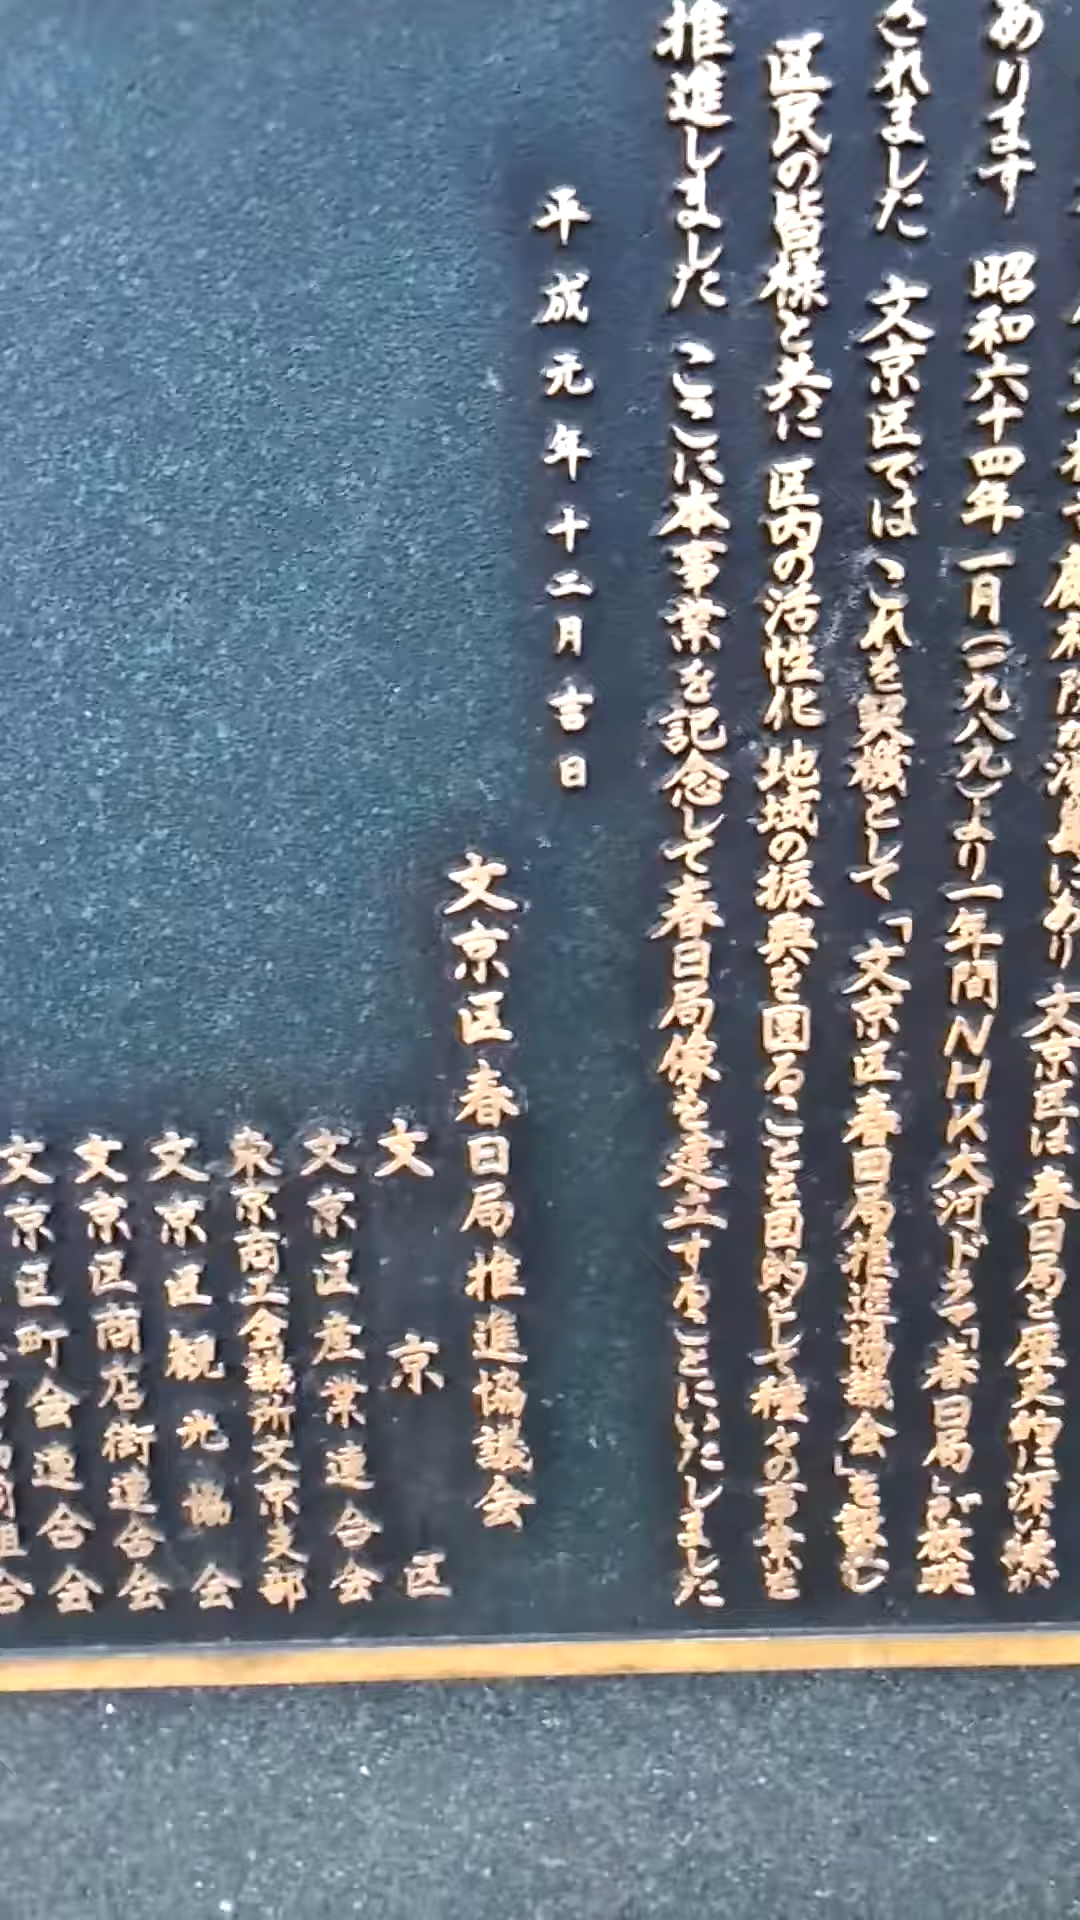 文京区は 春日局と歴史的に深い縁が
あります 昭和六十四年一月(一九八九)より一年間NHK大河ドラマ「春日局」が放映
されました 文京区では これを契機として「文京区春日局推進協議会」を設し
区民の皆様と共に 区内の活性化 地域の振興を図ることを目的として種々の事業を
推進しました ここに本事業を記念して春日局像を建立することにいたしました
平成元年十二月吉日
文京区春日局推進協議会
文京区
文京区産業連合会
東京商工会議所文京支部
文京区観光協会
文京区商店街連合会
文京区町会連合会